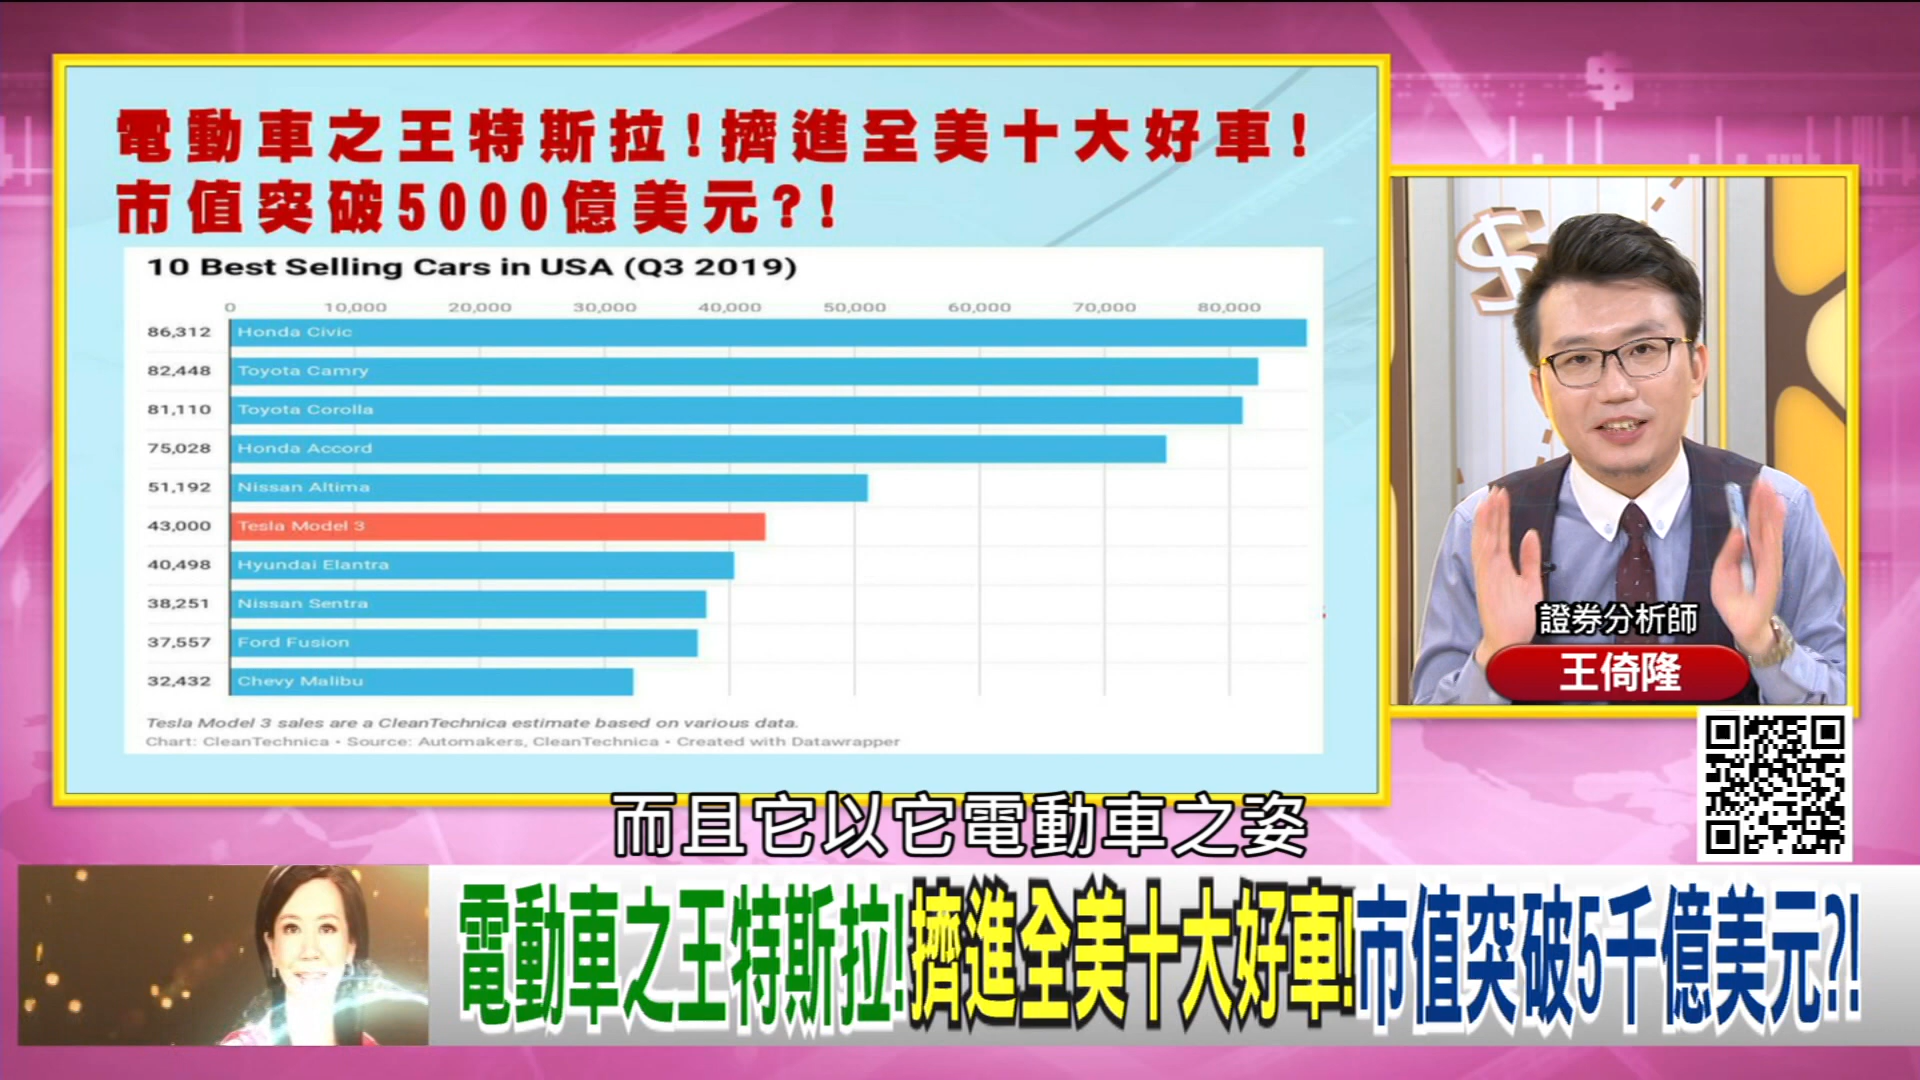 電動車之王特斯拉!擠進全美十大好車!
市值突破5000億美元?!
10 Best Selling Cars in USA (Q3 2019)
0 10,000 20,000 30,000 40,000 50,000 60,000 70,000 80,000
86,312 Honda Civic
82,448 Toyota Camry
81,110 Toyota Corolla
75,028 Honda Accord
51,192 Nissan Altima
43,000 Tesla Model 3
40,498 Hyundai Elantra
38,251 Nissan Sentra
37,557 Ford Fusion
32,432 Chevy Malibu
Tesla Model 3 sales are a CleanTechnica estimate based on various data.
Chart: CleanTechnica • Source: Automakers, CleanTechnica • Created with Datawrapper
證券分析師
王倚隆
而且它以它電動車之姿
電動車之王特斯拉!擠進全美十大好車!市值突破5千億美元?!